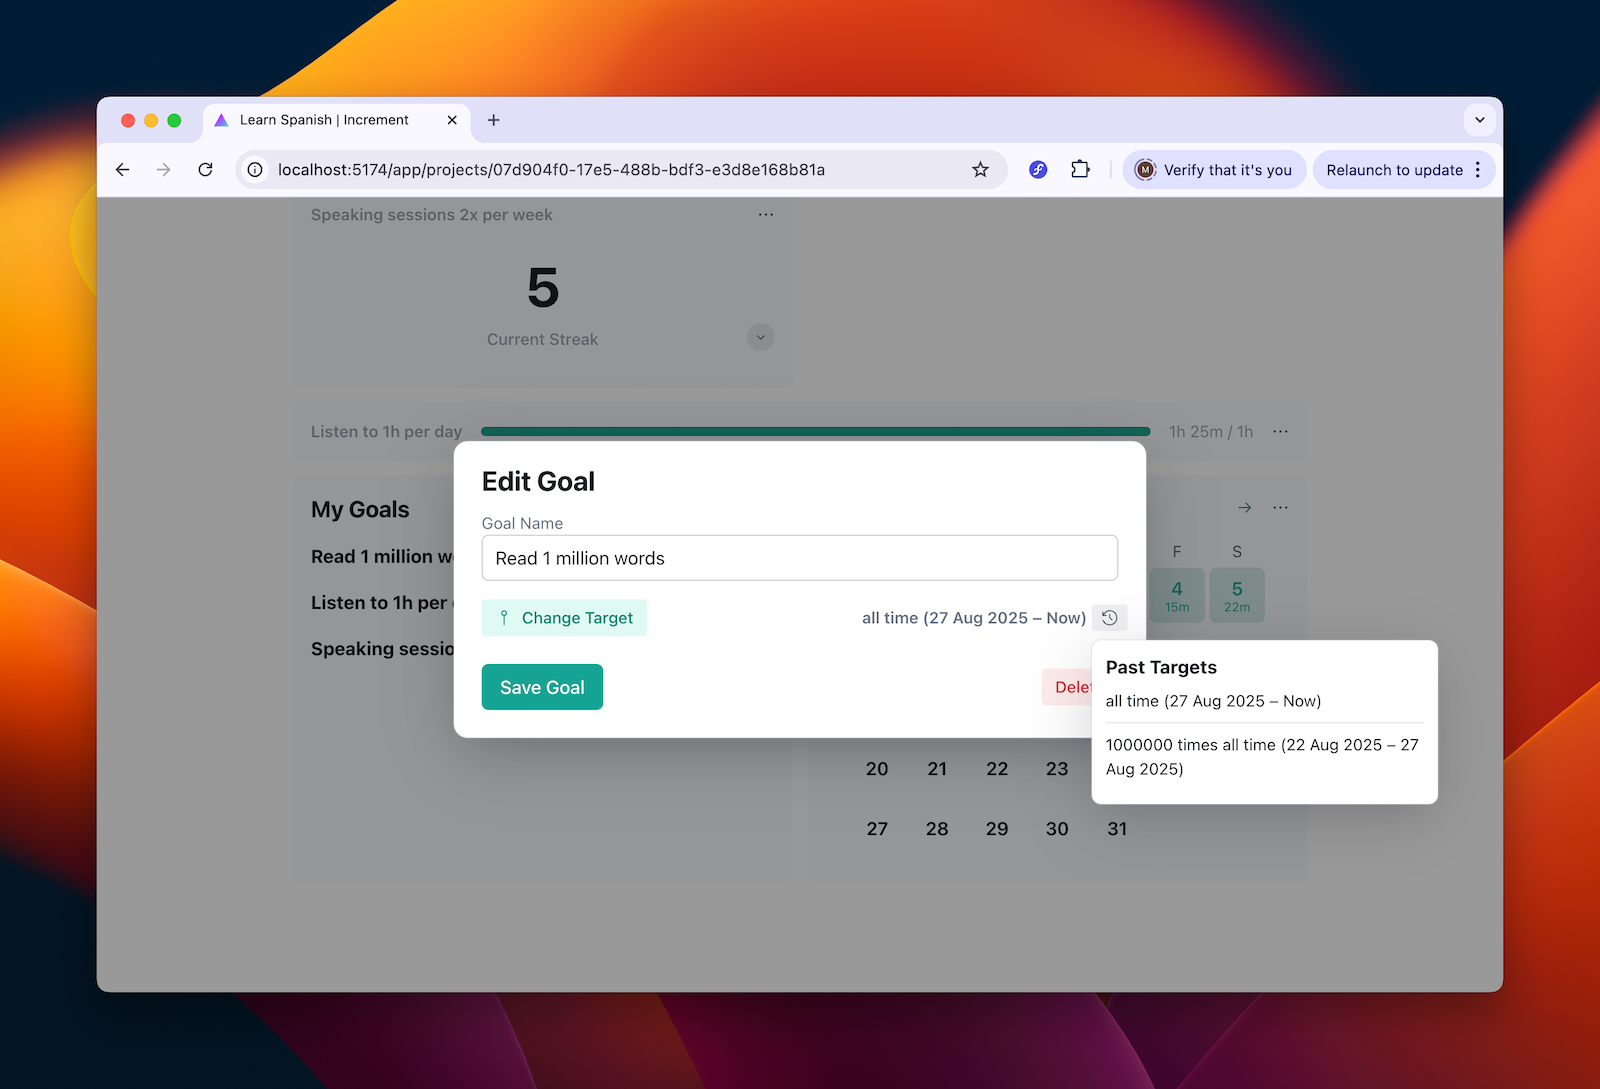 Learn Spanish | Increment
localhost:5174/app/projects/07d904f0-17e5-488b-bdf3-e3d8e168b81a
M
Verify that it's you
Relaunch to update
Speaking sessions 2x per week
5
Current Streak
Listen to 1h per day
1h 25m / 1h
My Goals
Read 1 million w
Listen to 1h per
Speaking sessio
Edit Goal
Goal Name
Read 1 million words
Change Target
all time (27 Aug 2025 – Now)
Save Goal
Delet
F S
4 5
15m 22m
Past Targets
all time (27 Aug 2025 – Now)
1000000 times all time (22 Aug 2025 – 27
Aug 2025)
20 21 22 23
27 28 29 30 31